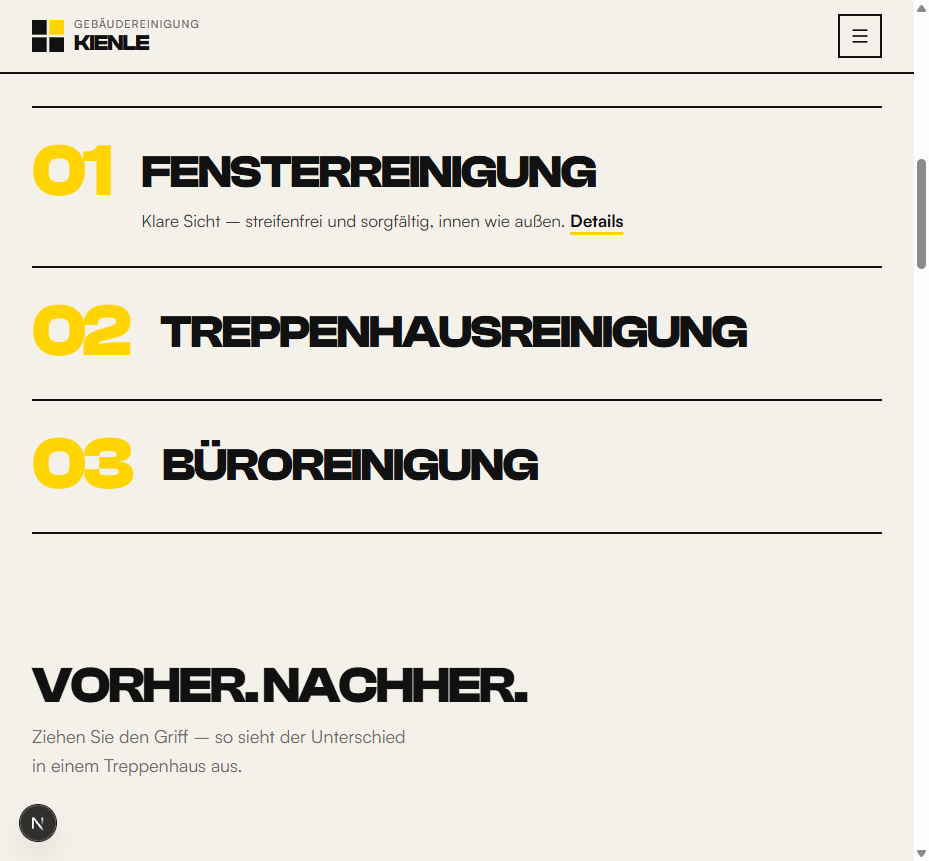 GEBÄUDEREINIGUNG
KIENLE
01 FENSTERREINIGUNG
Klare Sicht — streifenfrei und sorgfältig, innen wie außen. Details
02 TREPPENHAUSREINIGUNG
03 BÜROREINIGUNG
VORHER. NACHHER.
Ziehen Sie den Griff — so sieht der Unterschied
in einem Treppenhaus aus.
N